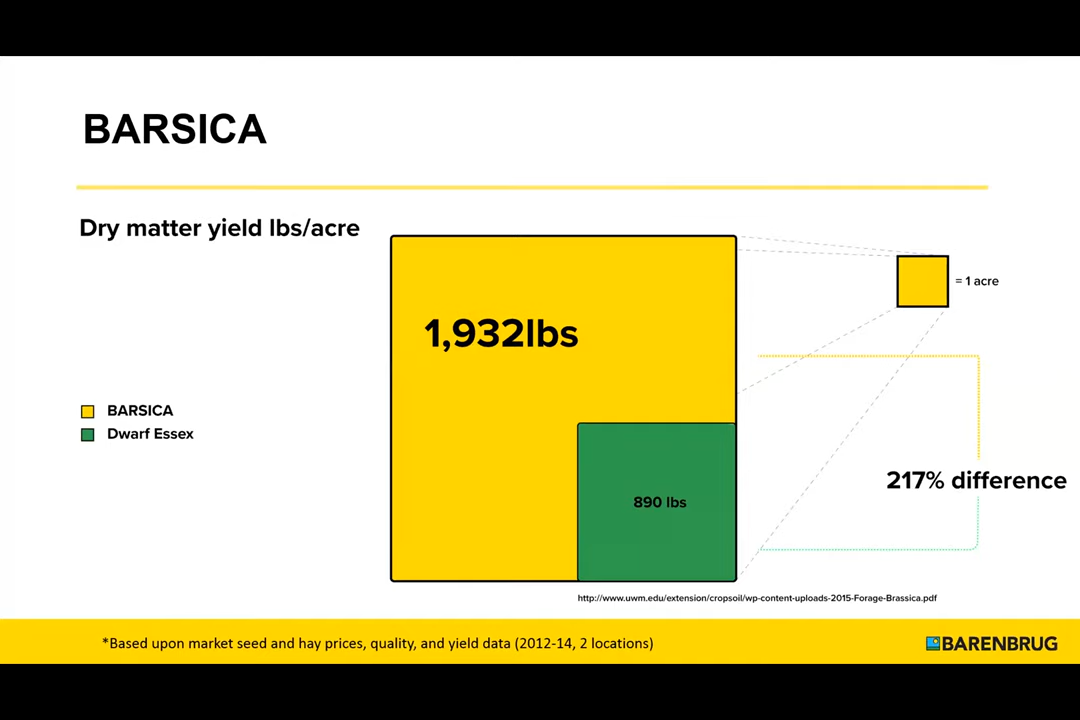 BARSICA
Dry matter yield lbs/acre
1,932lbs
= 1 acre
BARSICA
Dwarf Essex
217% difference
890 lbs
http://www.uwm.edu/extension/cropsoil/wp-content-uploads-2015-Forage-Brassica.pdf
*Based upon market seed and hay prices, quality, and yield data (2012-14, 2 locations)
BARENBRUG